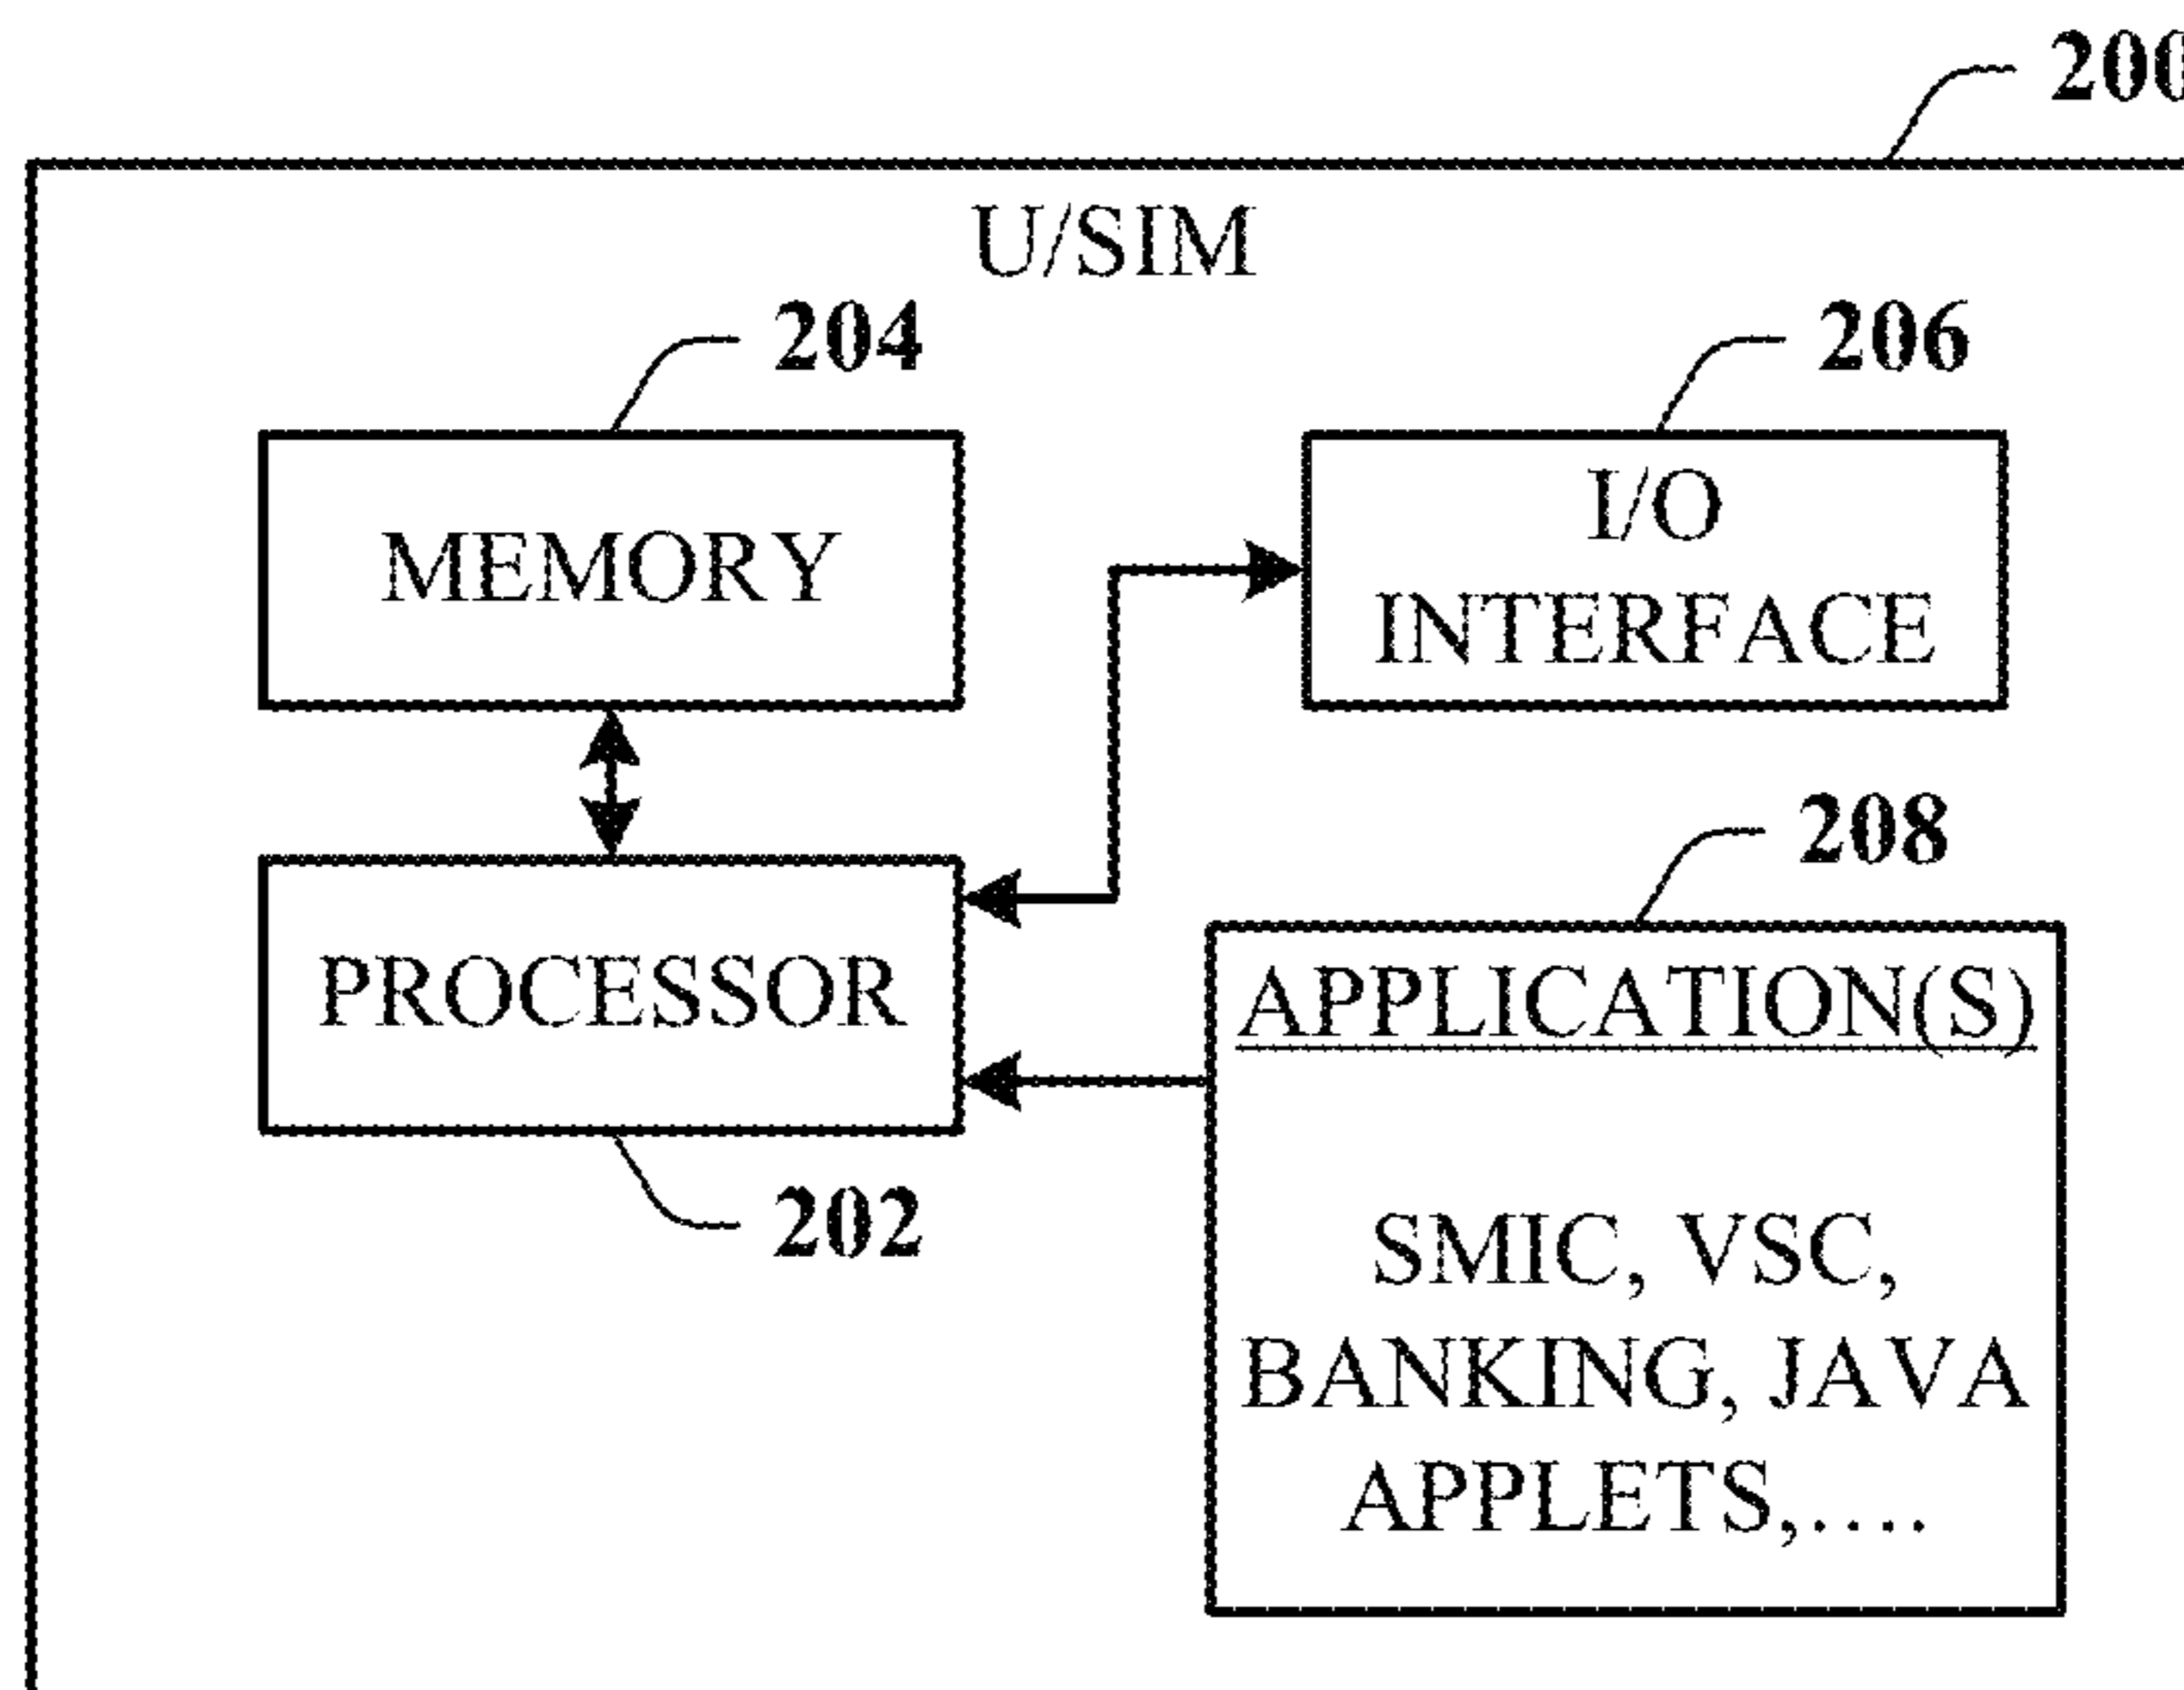 200
U/SIM
204
206
MEMORY
I/O
INTERFACE
208
PROCESSOR
APPLICATION(S)
202
SMIC, VSC,
BANKING, JAVA
APPLETS,....